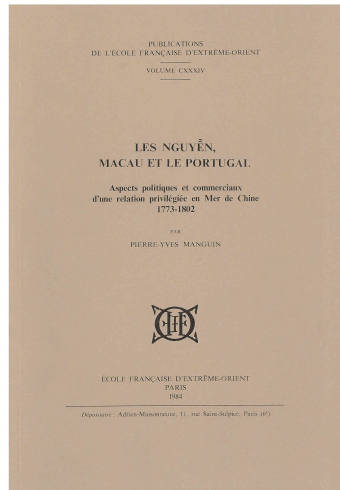 PUBLICATIONS
DE L'ÉCOLE FRANÇAISE D'EXTRÊME-ORIENT
VOLUME CXXXIV
LES NGUYỄN,
MACAU ET LE PORTUGAL
Aspects politiques et commerciaux
d'une relation privilégiée en Mer de Chine
1773-1802
PAR
PIERRE-YVES MANGUIN
ÉCOLE FRANÇAISE D'EXTRÊME-ORIENT
PARIS
1984
Dépositaire : Adrien-Maisonneuve, 11, rue Saint-Sulpice, Paris (6e)